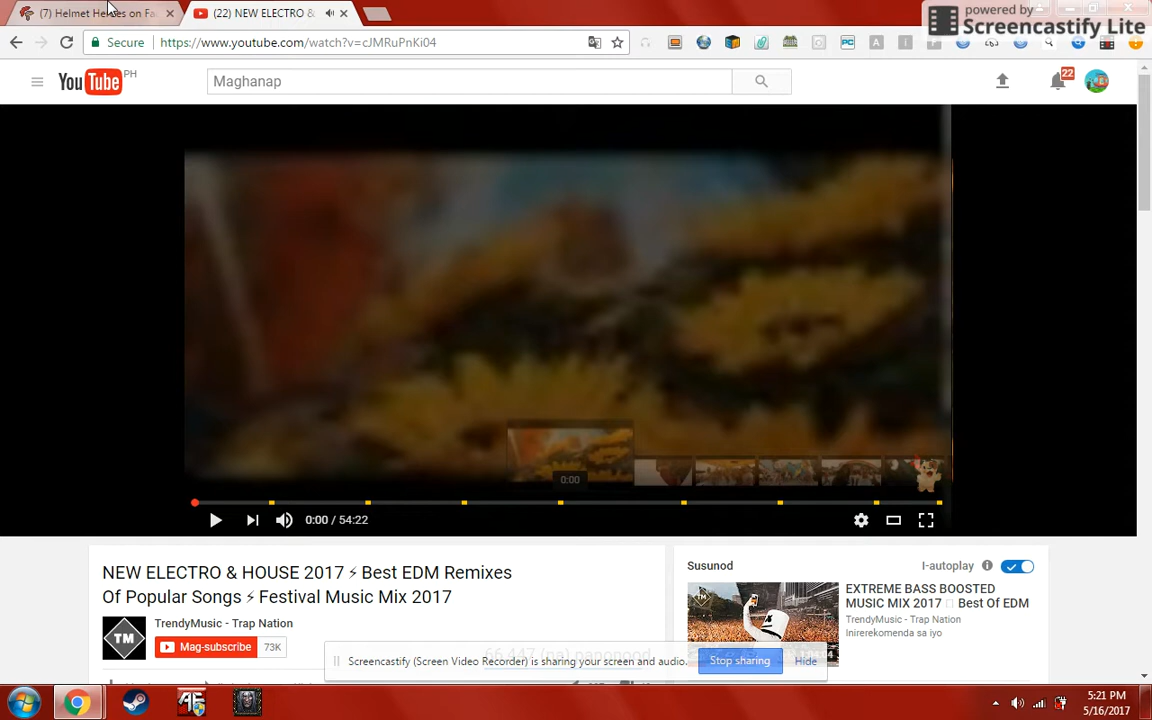 (7) Helmet Heroes on Fa
(22) NEW ELECTRO &
powered by
Screencastify Lite
Secure
https://www.youtube.com/watch?v=cJMRuPnKi04
PC
A
YouTube PH
Maghanap
22
0:00
0:00 / 54:22
NEW ELECTRO & HOUSE 2017 ⚡ Best EDM Remixes
Of Popular Songs ⚡ Festival Music Mix 2017
TM
TrendyMusic - Trap Nation
Mag-subscribe
73K
Susunod
I-autoplay
EXTREME BASS BOOSTED
MUSIC MIX 2017 Best Of EDM
TrendyMusic - Trap Nation
Inirerekomenda sa iyo
Screencastify (Screen Video Recorder) is sharing your screen and audio.
Stop sharing
Hide
5:21 PM
5/16/2017